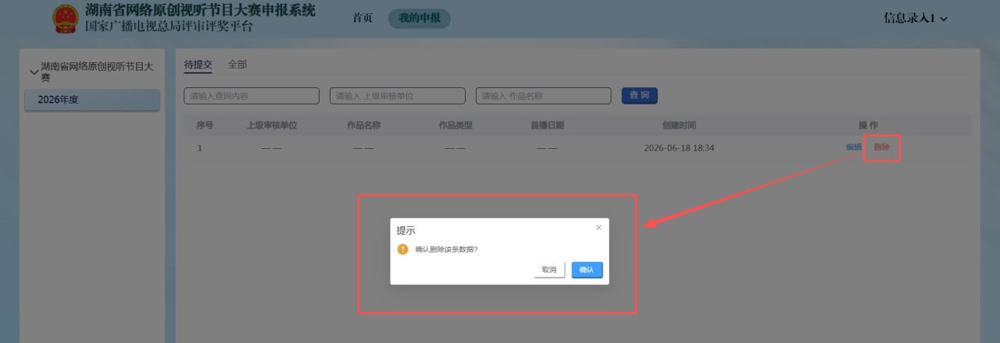 湖南省网络原创视听节目大赛申报系统
国家广播电视总局评审评奖平台
首页
我的申报
信息录入1
湖南省网络原创视听节目大赛
2026年度
待提交 全部
请输入查询内容 请输入 上级审核单位 请输入 作品名称 查 询
序号 上级审核单位 作品名称 作品类型 首播日期 创建时间 操 作
1 — — — — — — — — 2026-06-18 18:34 编辑 删除
提示
确认删除该条数据?
取消 确认